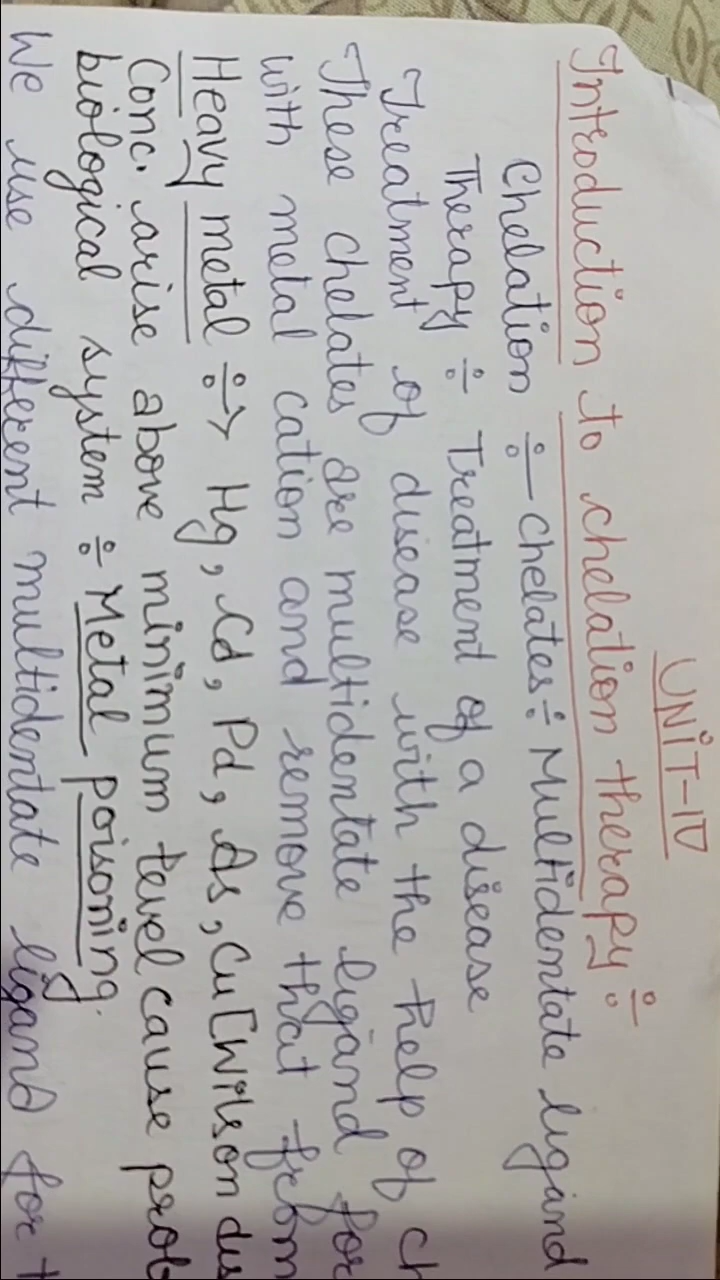 UNIT-IV
Introduction to chelation therapy÷
Chelation ÷ chelates÷ Multidentate ligand
Therapy ÷ Treatment of a disease
Treatment of disease with the help of ch
These chelates are multidentate ligand for
with metal cation and remove that from
Heavy metal ÷> Hg, Cd, Pd, As, Cu [Wilson dis
Conc. arise above minimum level cause prob
biological system ÷ Metal poisoning.
We use different multidentate ligand for t